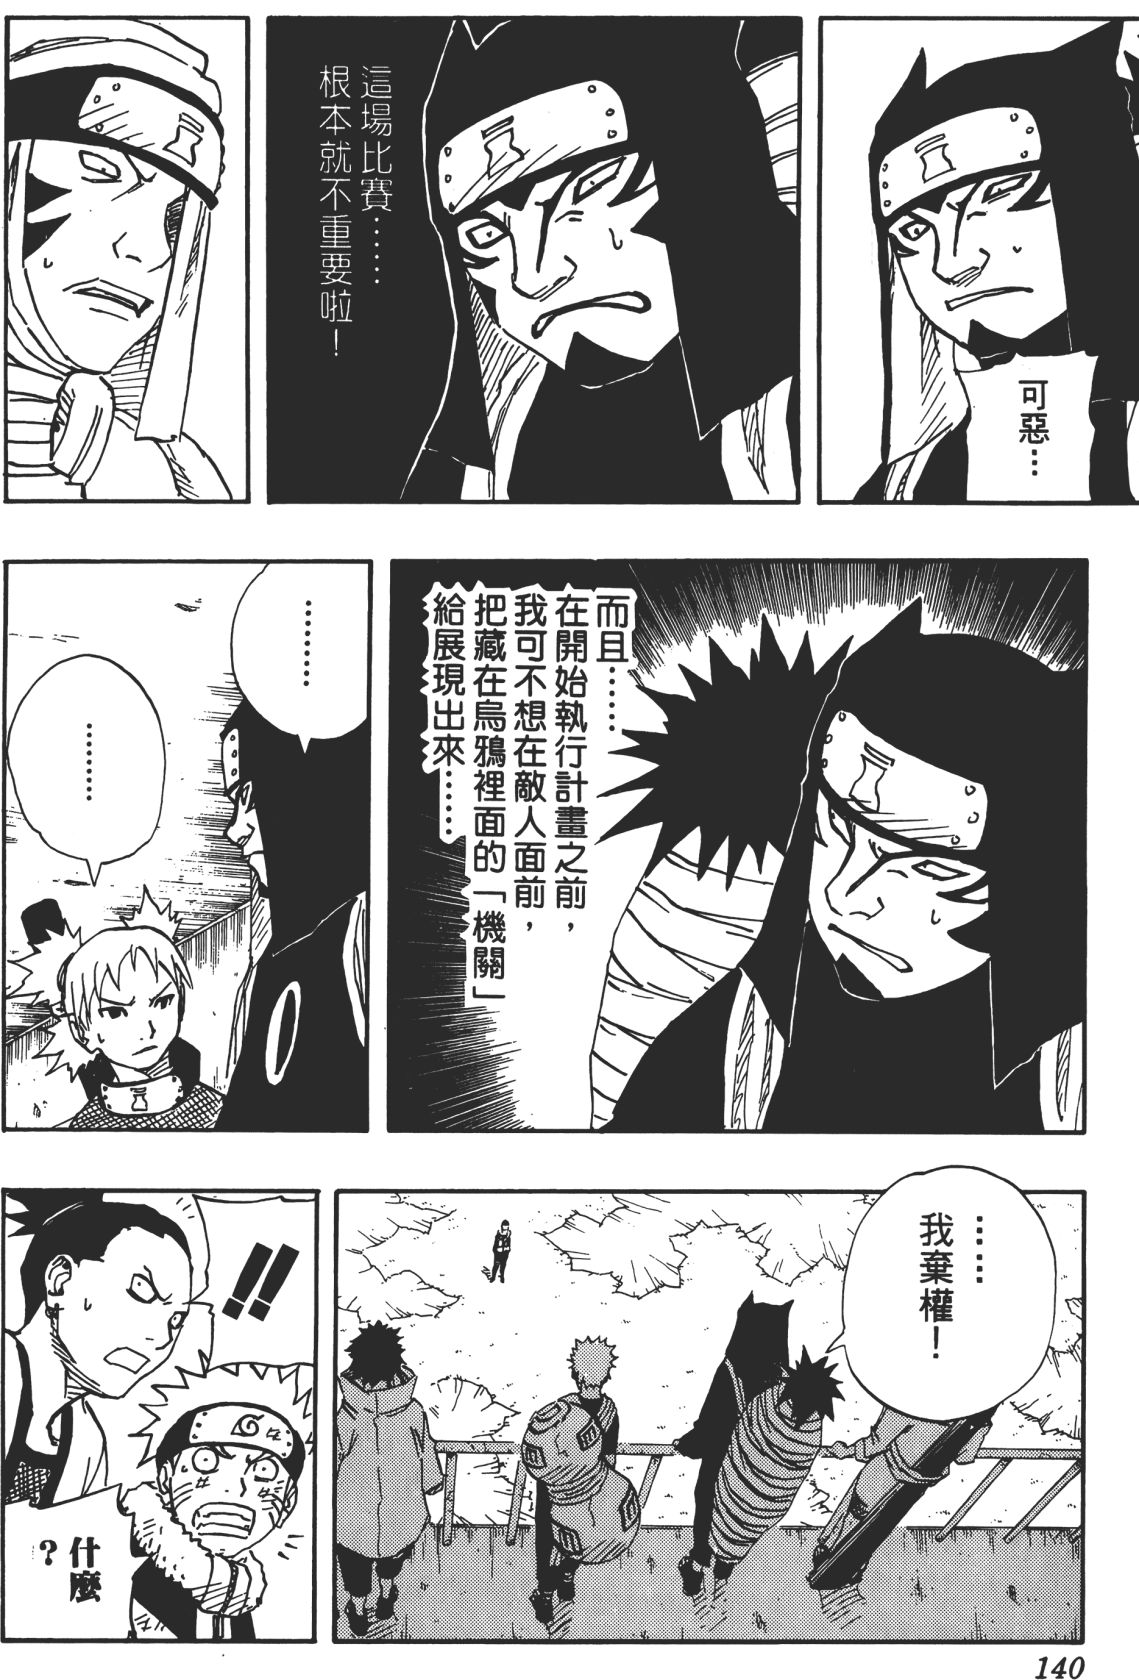 可惡⋯
這場比賽⋯⋯
根本就不重要啦！
而且⋯⋯
在開始執行計畫之前，
我可不想在敵人面前，
把藏在烏鴉裡面的「機關」
給展現出來⋯⋯
⋯⋯⋯
⋯⋯⋯
⋯⋯
我棄權！
!!
什麼
？
140